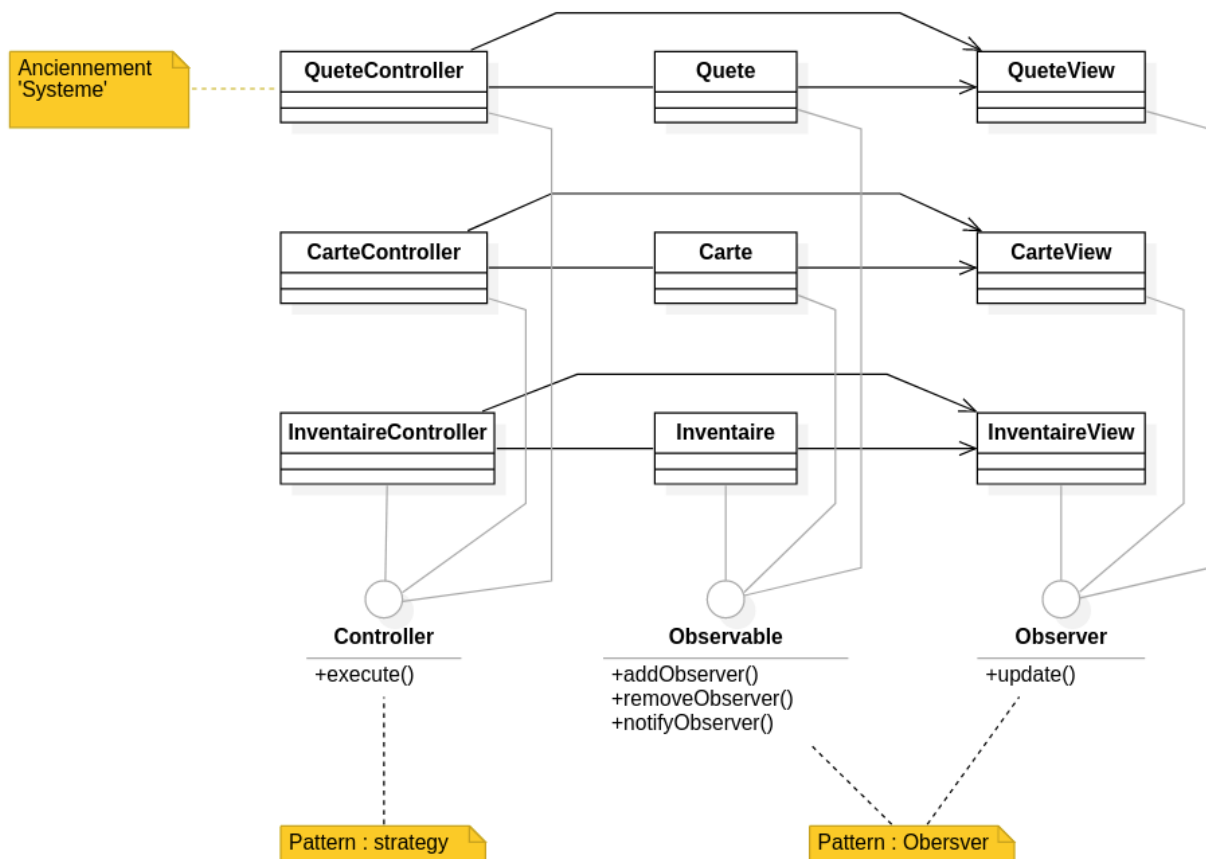 Anciennement
'Systeme'
QueteController
Quete
QueteView
CarteController
Carte
CarteView
InventaireController
Inventaire
InventaireView
Controller
+execute()
Observable
+addObserver()
+removeObserver()
+notifyObserver()
Observer
+update()
Pattern : strategy
Pattern : Obersver